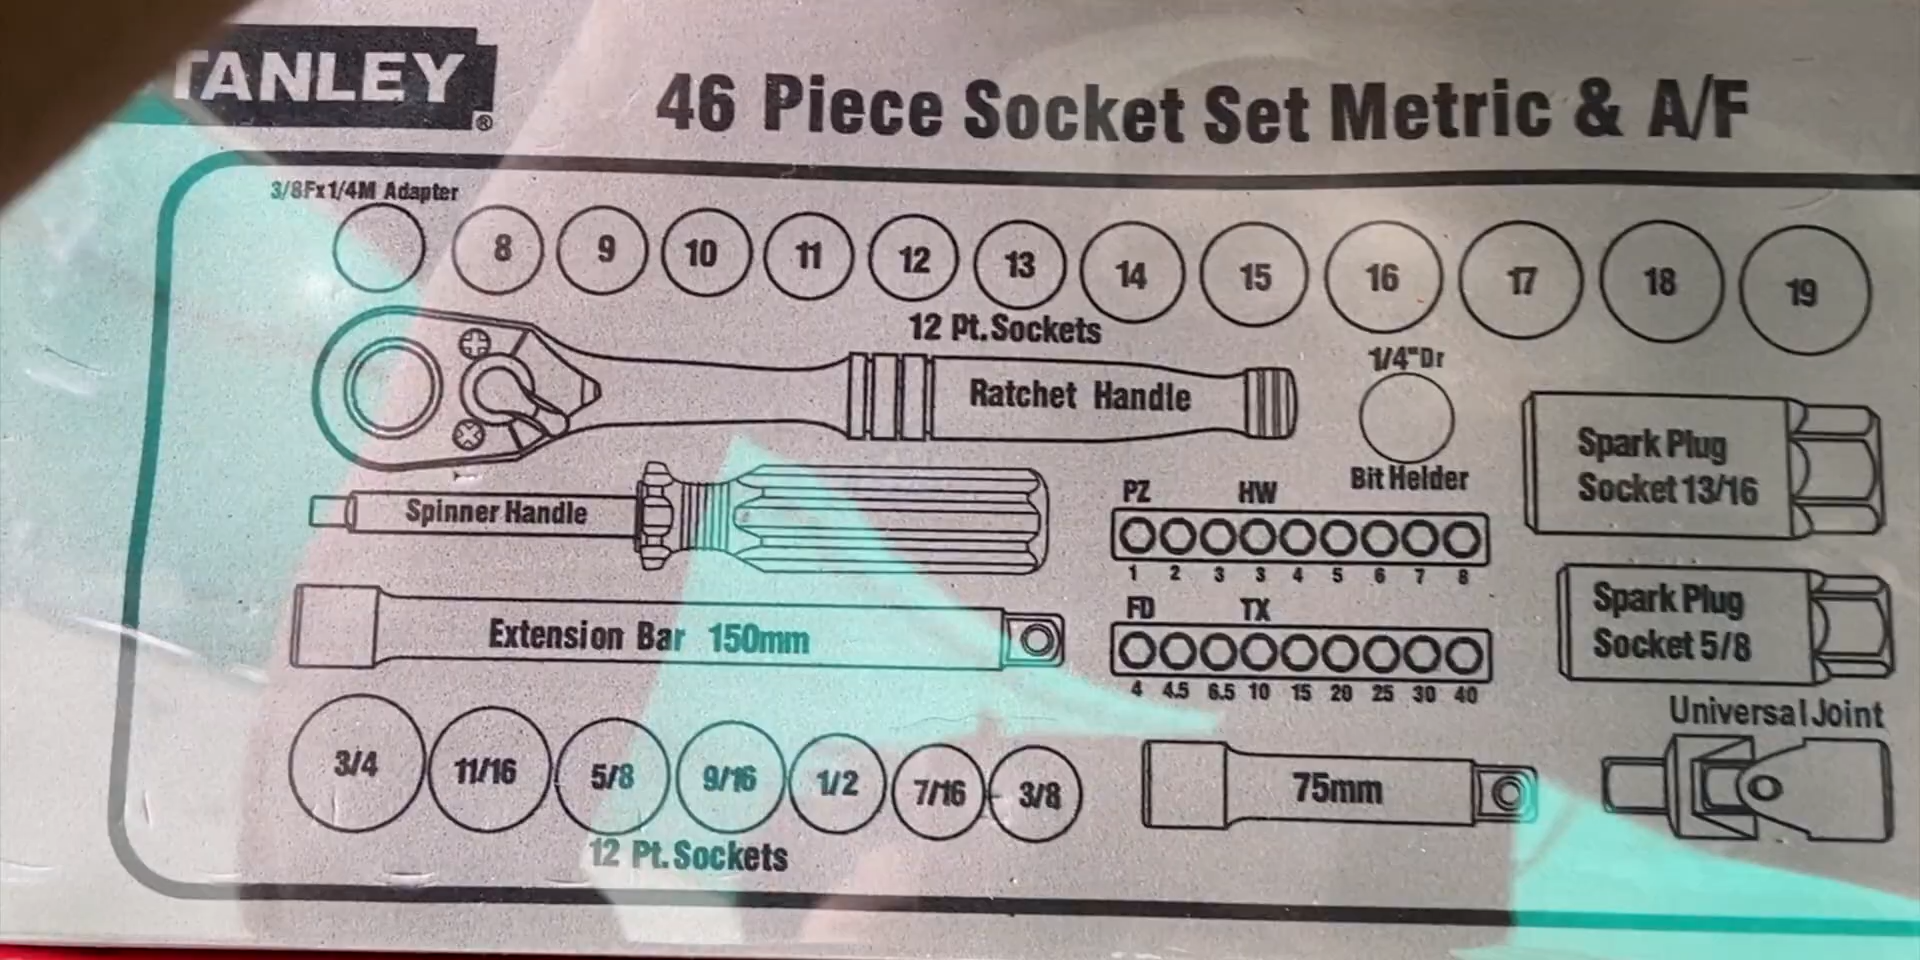 TANLEY®
46 Piece Socket Set Metric & A/F
3/8Fx1/4M Adapter
8 9 10 11 12 13 14 15 16 17 18 19
12 Pt.Sockets
Ratchet Handle
1/4"Dr
Bit Helder
Spark Plug
Socket 13/16
Spinner Handle
PZ HW
1 2 3 3 4 5 6 7 8
FD TX
4 4.5 6.5 10 15 20 25 30 40
Spark Plug
Socket 5/8
Extension Bar 150mm
Universal Joint
3/4 11/16 5/8 9/16 1/2 7/16 3/8
12 Pt.Sockets
75mm